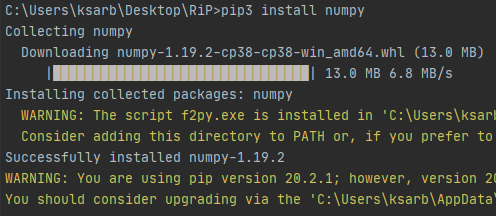 C:\Users\ksarb\Desktop\RiP>pip3 install numpy
Collecting numpy
Downloading numpy-1.19.2-cp38-cp38-win_amd64.whl (13.0 MB)
|████████████████████████████████| 13.0 MB 6.8 MB/s
Installing collected packages: numpy
WARNING: The script f2py.exe is installed in 'C:\Users\ksarb
Consider adding this directory to PATH or, if you prefer to
Successfully installed numpy-1.19.2
WARNING: You are using pip version 20.2.1; however, version 20
You should consider upgrading via the 'C:\Users\ksarb\AppData\